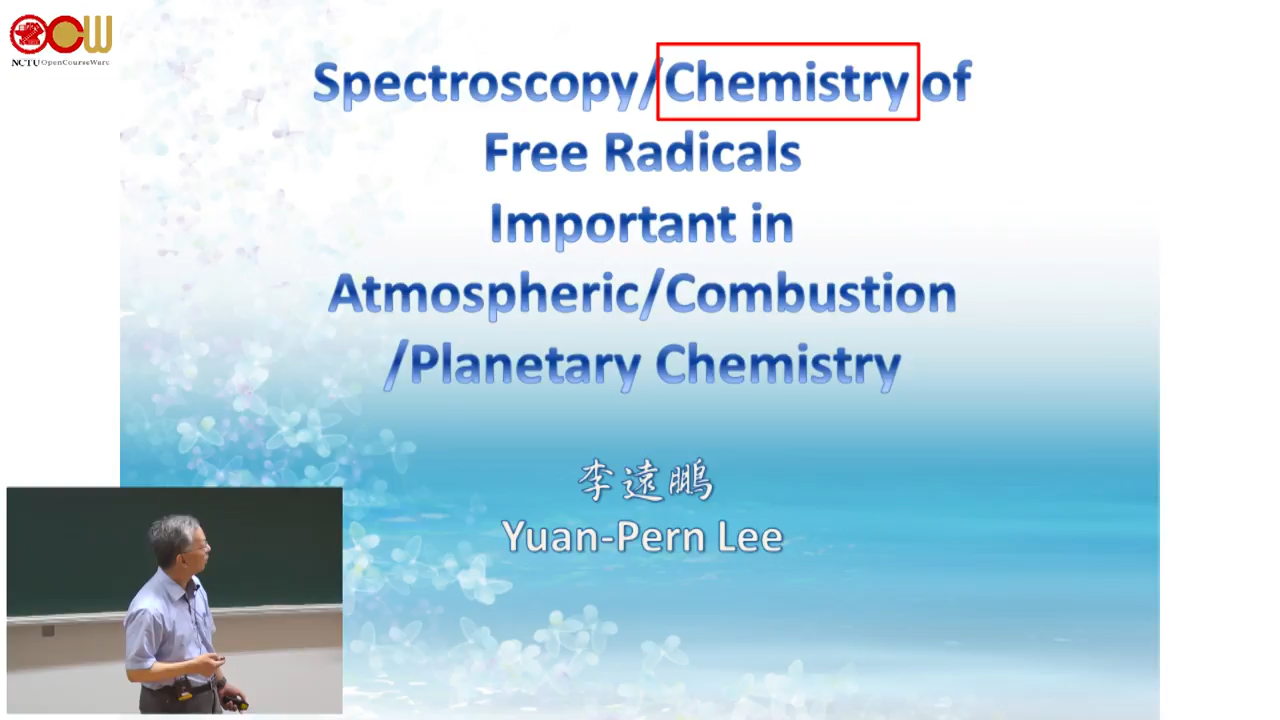 OCW
NCTU OpenCourseWare
Spectroscopy/Chemistry of
Free Radicals
Important in
Atmospheric/Combustion
/Planetary Chemistry
李遠鵬
Yuan-Pern Lee